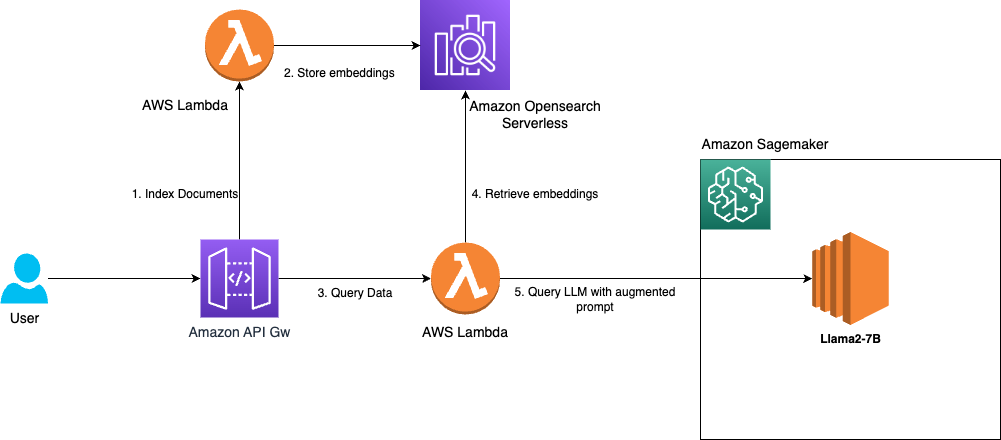 2. Store embeddings
AWS Lambda
Amazon Opensearch
Serverless
Amazon Sagemaker
1. Index Documents
4. Retrieve embeddings
</>
User
3. Query Data
5. Query LLM with augmented
prompt
Amazon API Gw
AWS Lambda
Llama2-7B